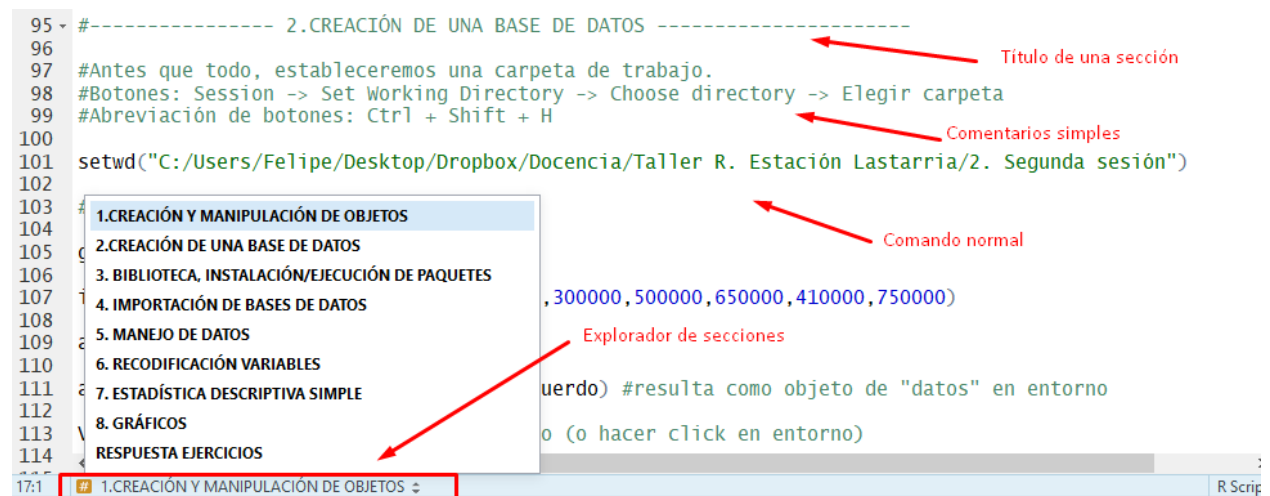 95 #---------------- 2.CREACIÓN DE UNA BASE DE DATOS ----------------------
96
Título de una sección
97 #Antes que todo, estableceremos una carpeta de trabajo.
98 #Botones: Session -> Set Working Directory -> Choose directory -> Elegir carpeta
99 #Abreviación de botones: Ctrl + Shift + H
Comentarios simples
100
101 setwd("C:/Users/Felipe/Desktop/Dropbox/Docencia/Taller R. Estación Lastarria/2. Segunda sesión")
102
103 #
Comando normal
104
105
106
107 ,300000,500000,650000,410000,750000)
108
109
110
111 uerdo) #resulta como objeto de "datos" en entorno
112
113 o (o hacer click en entorno)
114
1.CREACIÓN Y MANIPULACIÓN DE OBJETOS
2.CREACIÓN DE UNA BASE DE DATOS
3. BIBLIOTECA, INSTALACIÓN/EJECUCIÓN DE PAQUETES
4. IMPORTACIÓN DE BASES DE DATOS
5. MANEJO DE DATOS
6. RECODIFICACIÓN VARIABLES
7. ESTADÍSTICA DESCRIPTIVA SIMPLE
8. GRÁFICOS
RESPUESTA EJERCICIOS
Explorador de secciones
17:1 # 1.CREACIÓN Y MANIPULACIÓN DE OBJETOS R Scrip